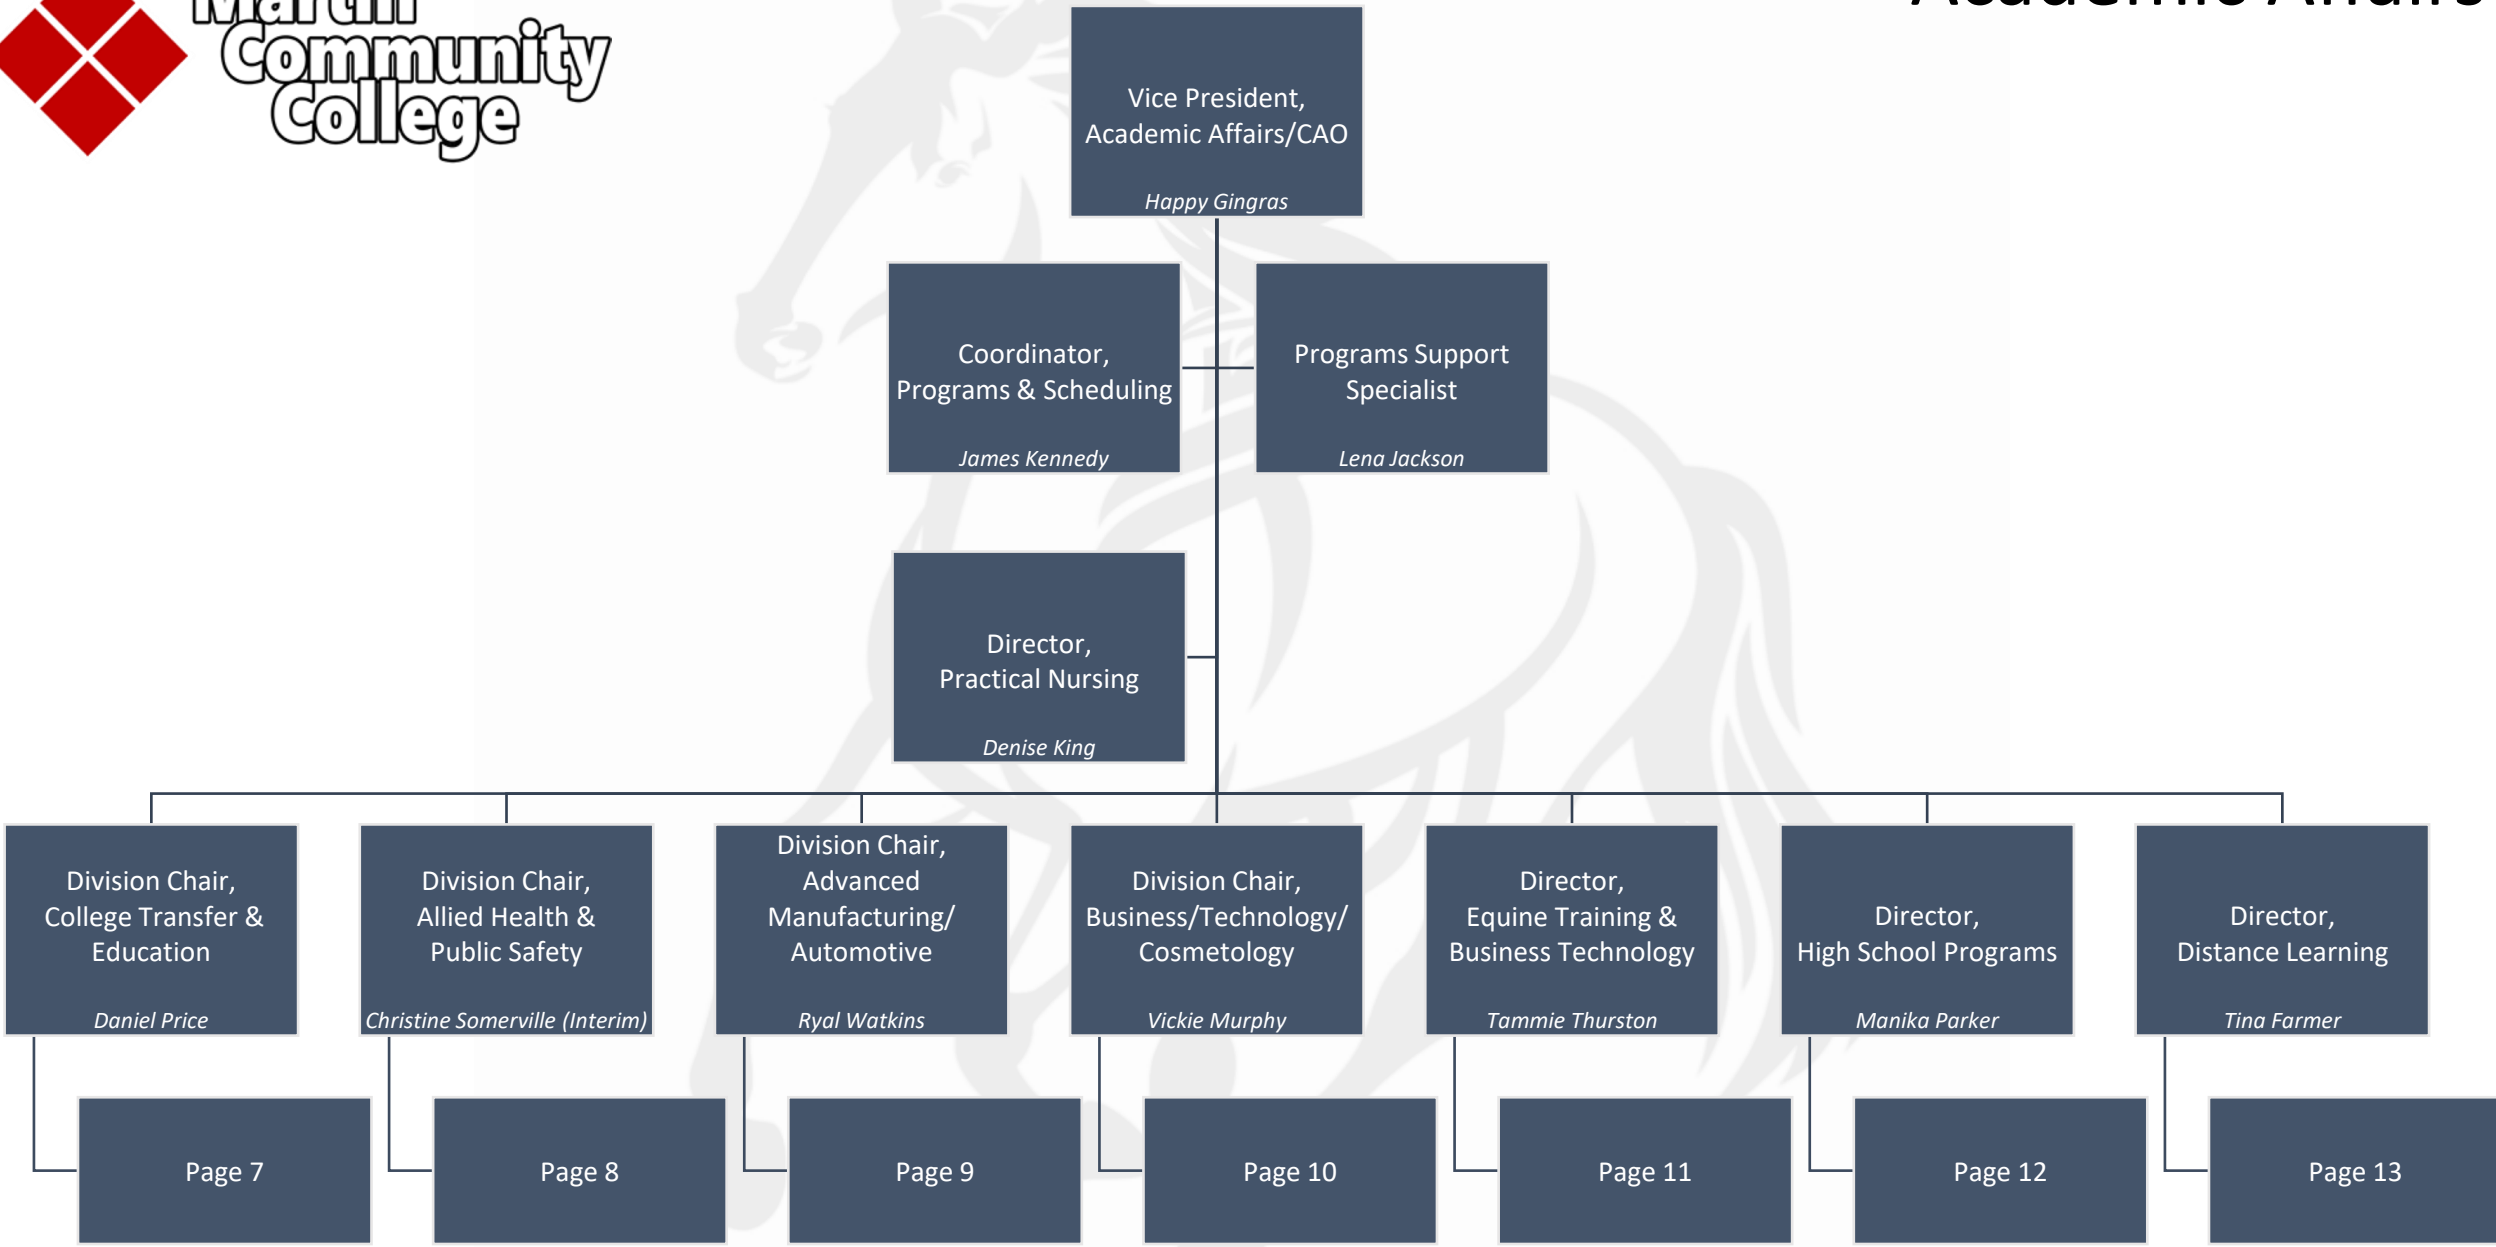 Martin
Community
College
Academic Affairs
Vice President,
Academic Affairs/CAO
Happy Gingras
Coordinator,
Programs & Scheduling
James Kennedy
Programs Support
Specialist
Lena Jackson
Director,
Practical Nursing
Denise King
Division Chair,
College Transfer &
Education
Daniel Price
Division Chair,
Allied Health &
Public Safety
Christine Somerville (Interim)
Division Chair,
Advanced
Manufacturing/
Automotive
Ryal Watkins
Division Chair,
Business/Technology/
Cosmetology
Vickie Murphy
Director,
Equine Training &
Business Technology
Tammie Thurston
Director,
High School Programs
Manika Parker
Director,
Distance Learning
Tina Farmer
Page 7
Page 8
Page 9
Page 10
Page 11
Page 12
Page 13